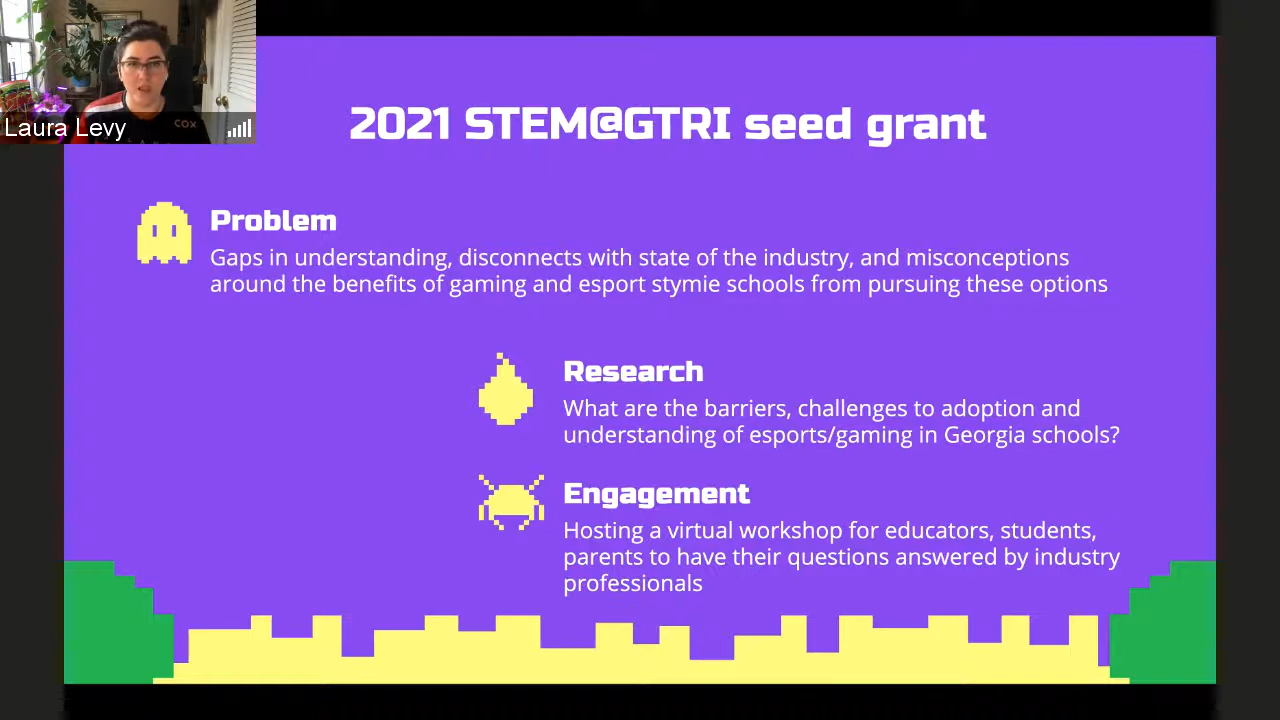 Laura Levy
COX
2021 STEM@GTRI seed grant
Problem
Gaps in understanding, disconnects with state of the industry, and misconceptions
around the benefits of gaming and esport stymie schools from pursuing these options
Research
What are the barriers, challenges to adoption and
understanding of esports/gaming in Georgia schools?
Engagement
Hosting a virtual workshop for educators, students,
parents to have their questions answered by industry
professionals